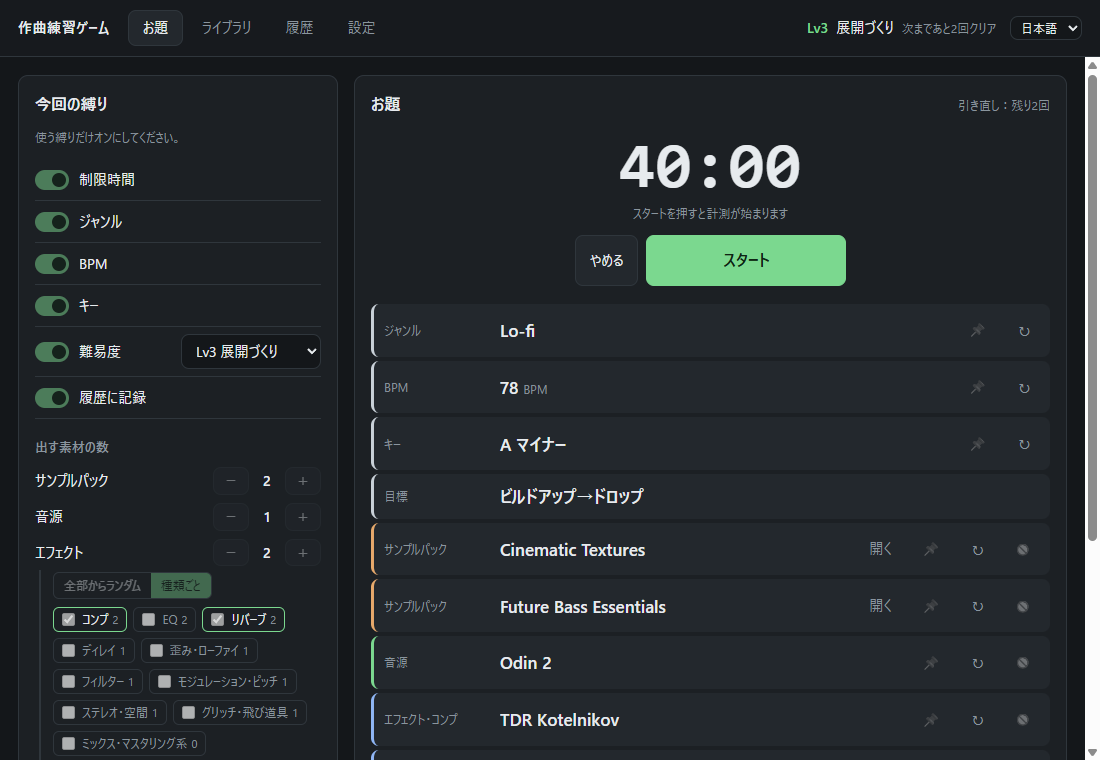 作曲練習ゲーム お題 ライブラリ 履歴 設定 Lv3 展開づくり 次まであと2回クリア 日本語
今回の縛り
使う縛りだけオンにしてください。
制限時間
ジャンル
BPM
キー
難易度 Lv3 展開づくり
履歴に記録
出す素材の数
サンプルパック − 2 +
音源 − 1 +
エフェクト − 2 +
全部からランダム 種類ごと
コンプ 2 EQ 2 リバーブ 2
ディレイ 1 歪み・ローファイ 1
フィルター 1 モジュレーション・ピッチ 1
ステレオ・空間 1 グリッチ・飛び道具 1
ミックス・マスタリング系 0
お題 引き直し：残り2回
40:00
スタートを押すと計測が始まります
やめる スタート
ジャンル Lo-fi
BPM 78 BPM
キー A マイナー
目標 ビルドアップ→ドロップ
サンプルパック Cinematic Textures 開く
サンプルパック Future Bass Essentials 開く
音源 Odin 2
エフェクト・コンプ TDR Kotelnikov